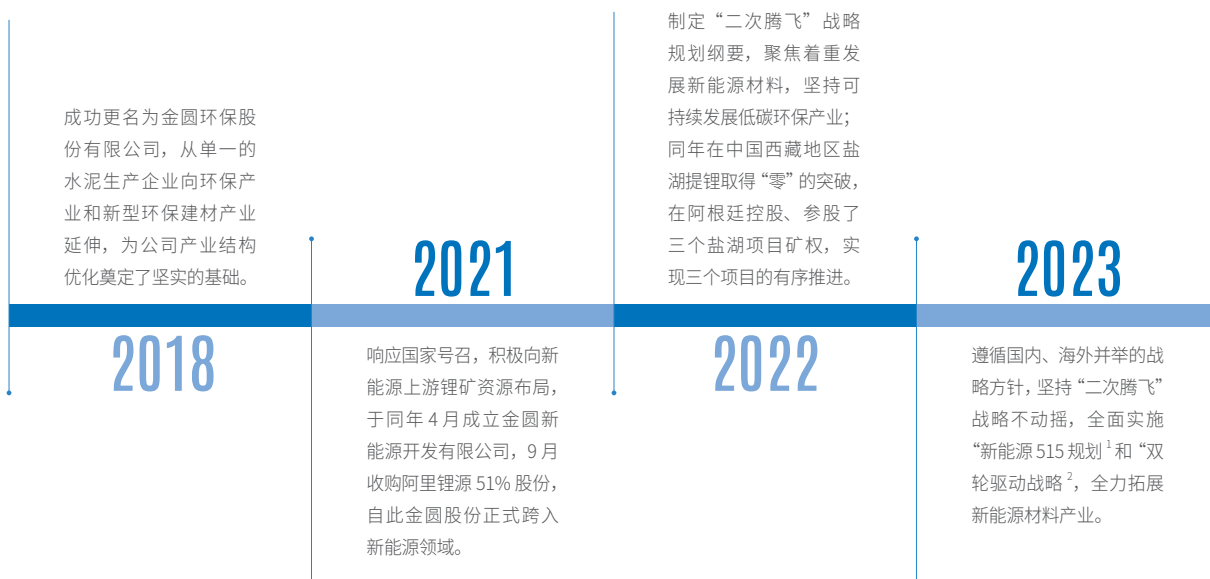 成功更名为金圆环保股
份有限公司，从单一的
水泥生产企业向环保产
业和新型环保建材产业
延伸，为公司产业结构
优化奠定了坚实的基础。
2018
2021
响应国家号召，积极向新
能源上游锂矿资源布局，
于同年 4 月成立金圆新
能源开发有限公司，9 月
收购阿里锂源 51% 股份，
自此金圆股份正式跨入
新能源领域。
制定“二次腾飞”战略
规划纲要，聚焦着重发
展新能源材料，坚持可
持续发展低碳环保产业；
同年在中国西藏地区盐
湖提锂取得“零”的突破，
在阿根廷控股、参股了
三个盐湖项目矿权，实
现三个项目的有序推进。
2022
2023
遵循国内、海外并举的战
略方针，坚持“二次腾飞”
战略不动摇，全面实施
“新能源 515 规划 1 和“双
轮驱动战略 2，全力拓展
新能源材料产业。